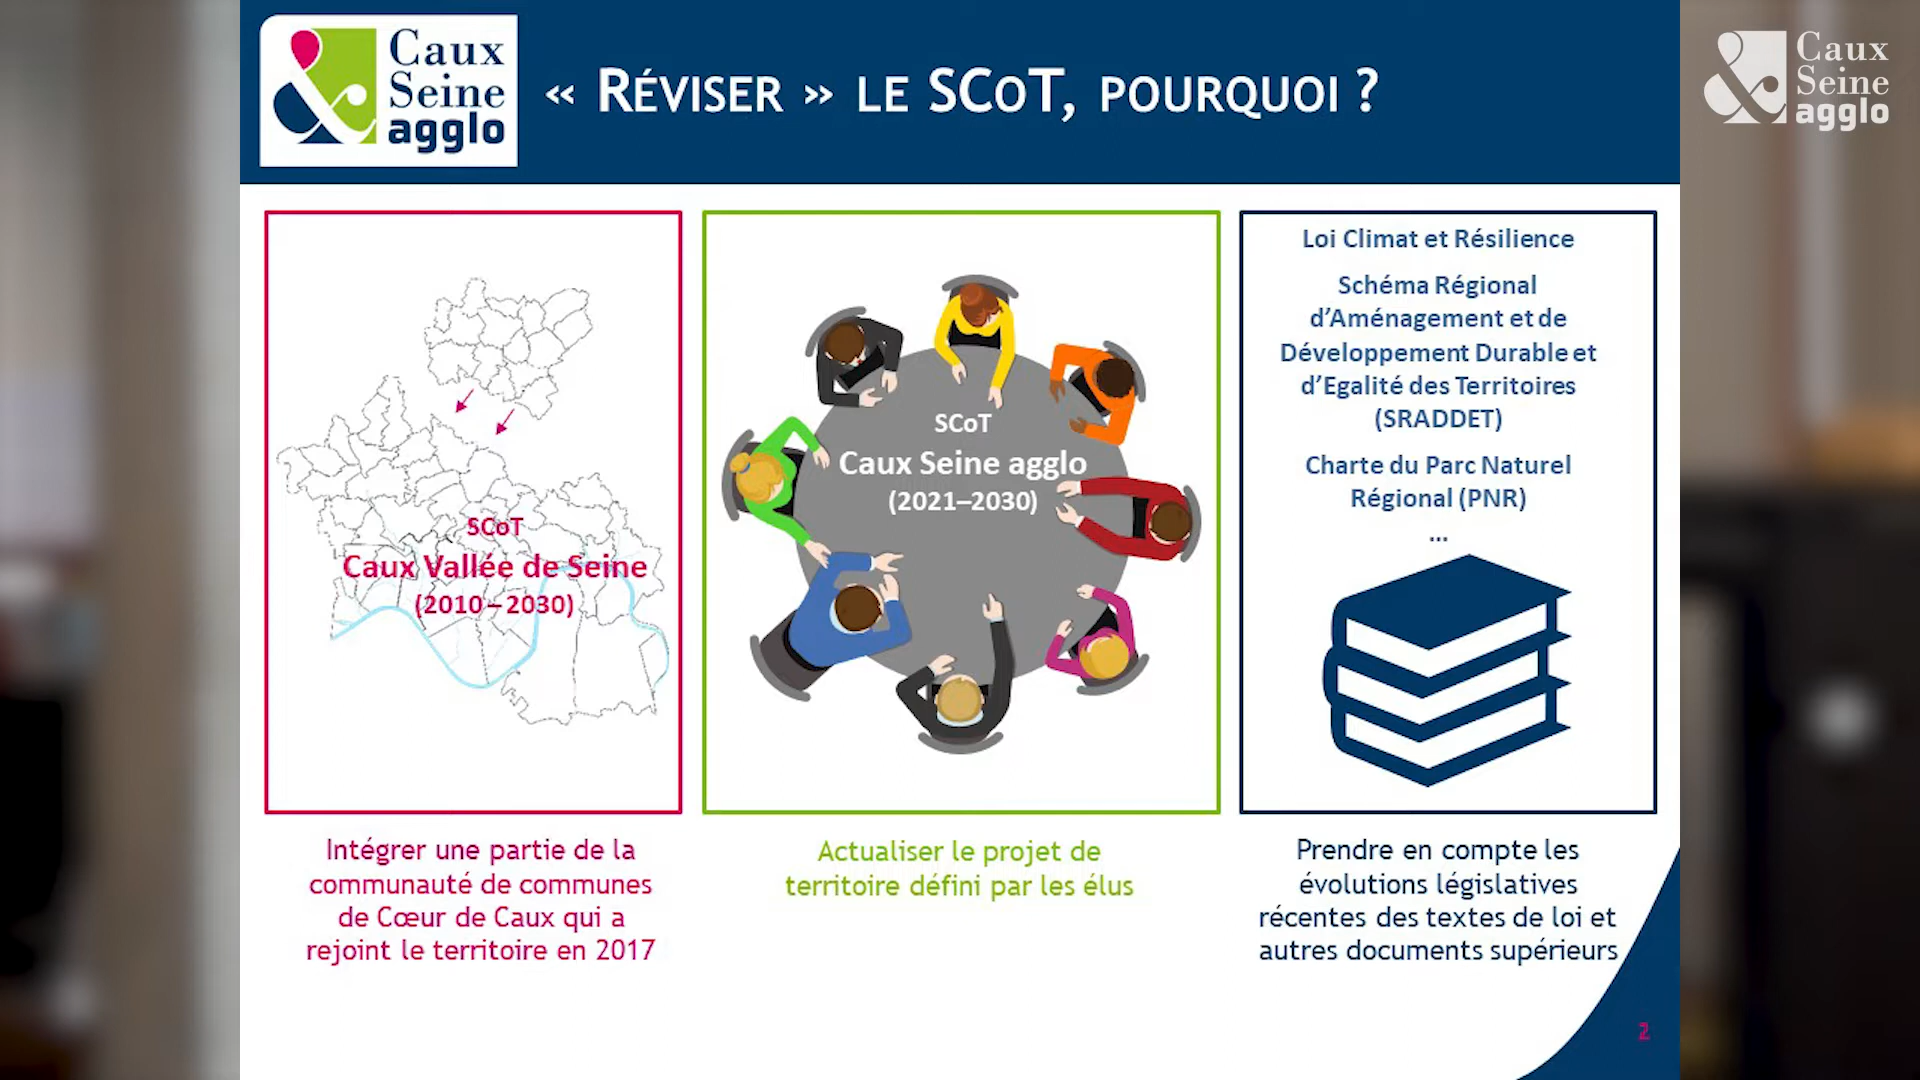 Caux
Seine
agglo
« RÉVISER » LE SCOT, POURQUOI ?
Caux
Seine
agglo
SCoT
Caux Vallée de Seine
(2010 – 2030)
Intégrer une partie de la
communauté de communes
de Cœur de Caux qui a
rejoint le territoire en 2017
SCoT
Caux Seine agglo
(2021–2030)
Actualiser le projet de
territoire défini par les élus
Loi Climat et Résilience
Schéma Régional
d’Aménagement et de
Développement Durable et
d’Egalité des Territoires
(SRADDET)
Charte du Parc Naturel
Régional (PNR)
...
Prendre en compte les
évolutions législatives
récentes des textes de loi et
autres documents supérieurs
2